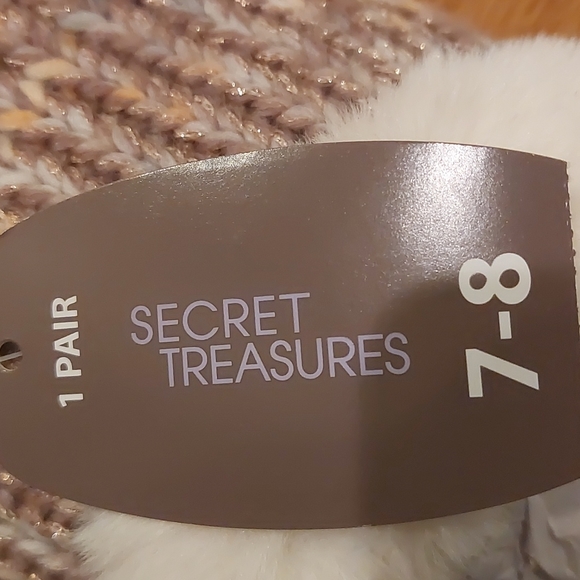 1 PAIR
SECRET
TREASURES
7-8